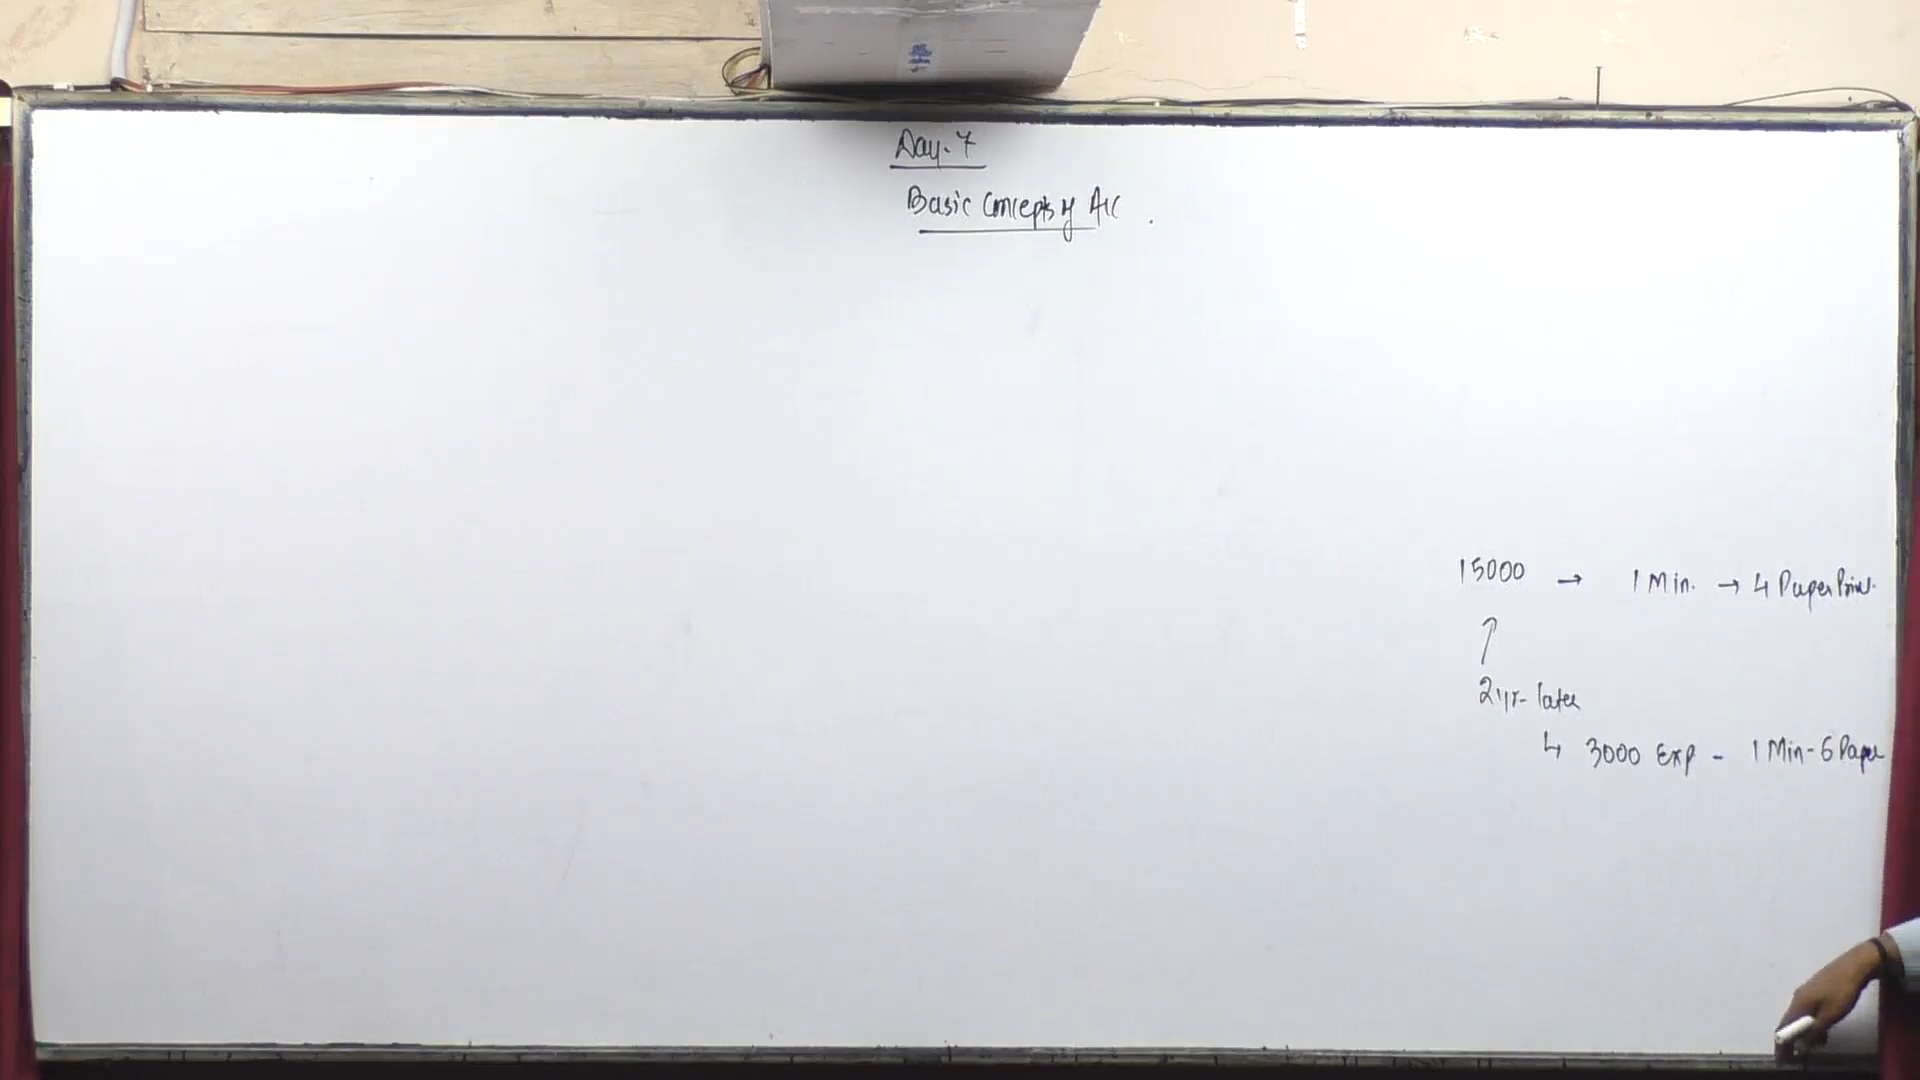 Day. 7
Basic Concepts of A/C
15000 → 1 Min. → 4 Paper Print.
↑
2 yr. later
↳ 3000 Exp - 1 Min - 6 Paper